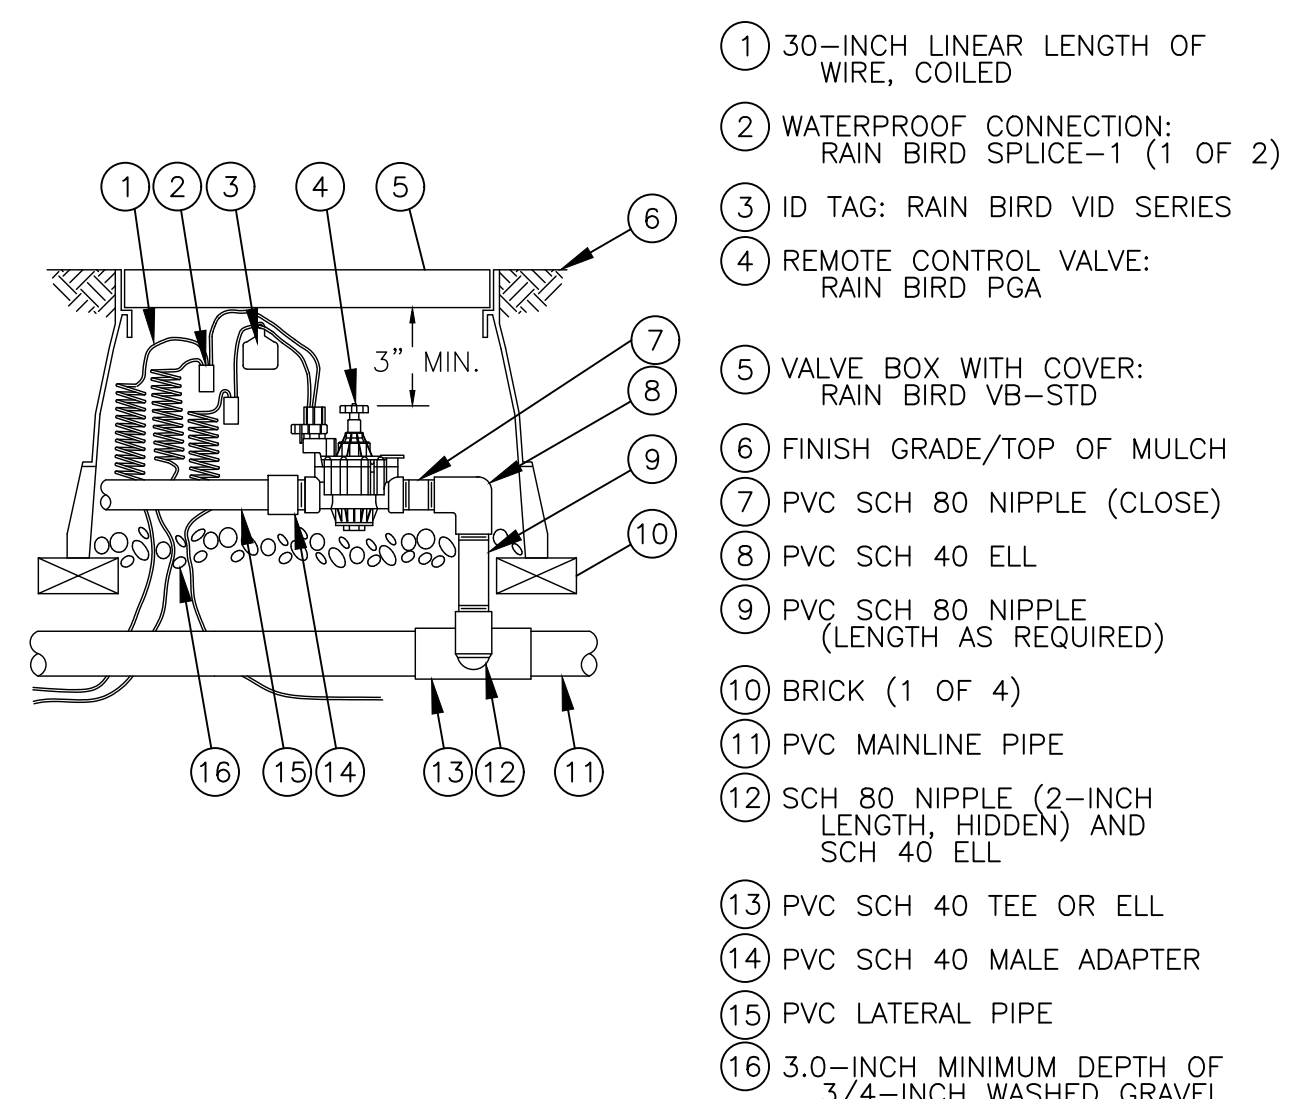 1 2 3 4 5
6
7
3" MIN.
8
9
10
16 15 14 13 12 11
1 30-INCH LINEAR LENGTH OF
WIRE, COILED
2 WATERPROOF CONNECTION:
RAIN BIRD SPLICE-1 (1 OF 2)
3 ID TAG: RAIN BIRD VID SERIES
4 REMOTE CONTROL VALVE:
RAIN BIRD PGA
5 VALVE BOX WITH COVER:
RAIN BIRD VB-STD
6 FINISH GRADE/TOP OF MULCH
7 PVC SCH 80 NIPPLE (CLOSE)
8 PVC SCH 40 ELL
9 PVC SCH 80 NIPPLE
(LENGTH AS REQUIRED)
10 BRICK (1 OF 4)
11 PVC MAINLINE PIPE
12 SCH 80 NIPPLE (2-INCH
LENGTH, HIDDEN) AND
SCH 40 ELL
13 PVC SCH 40 TEE OR ELL
14 PVC SCH 40 MALE ADAPTER
15 PVC LATERAL PIPE
16 3.0-INCH MINIMUM DEPTH OF
3/4-INCH WASHED GRAVEL